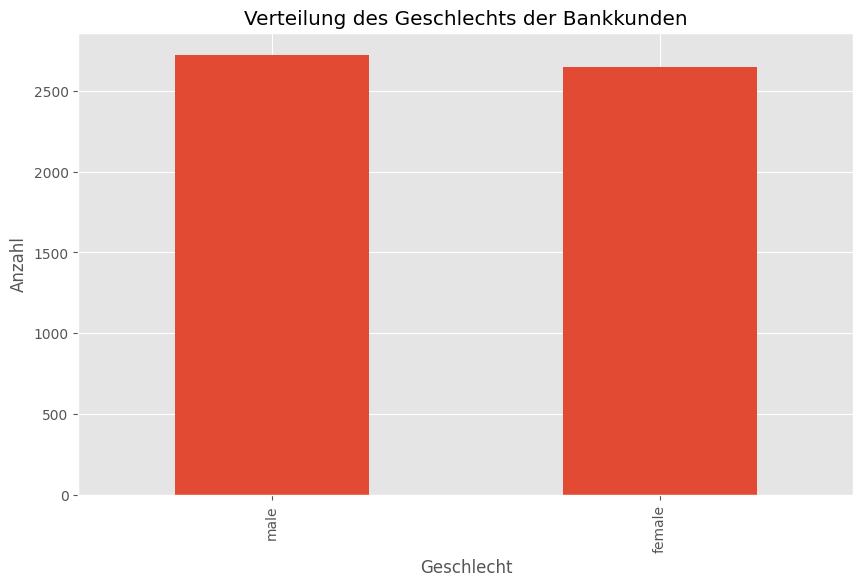 Verteilung des Geschlechts der Bankkunden
Anzahl
2500
2000
1500
1000
500
0
male
female
Geschlecht